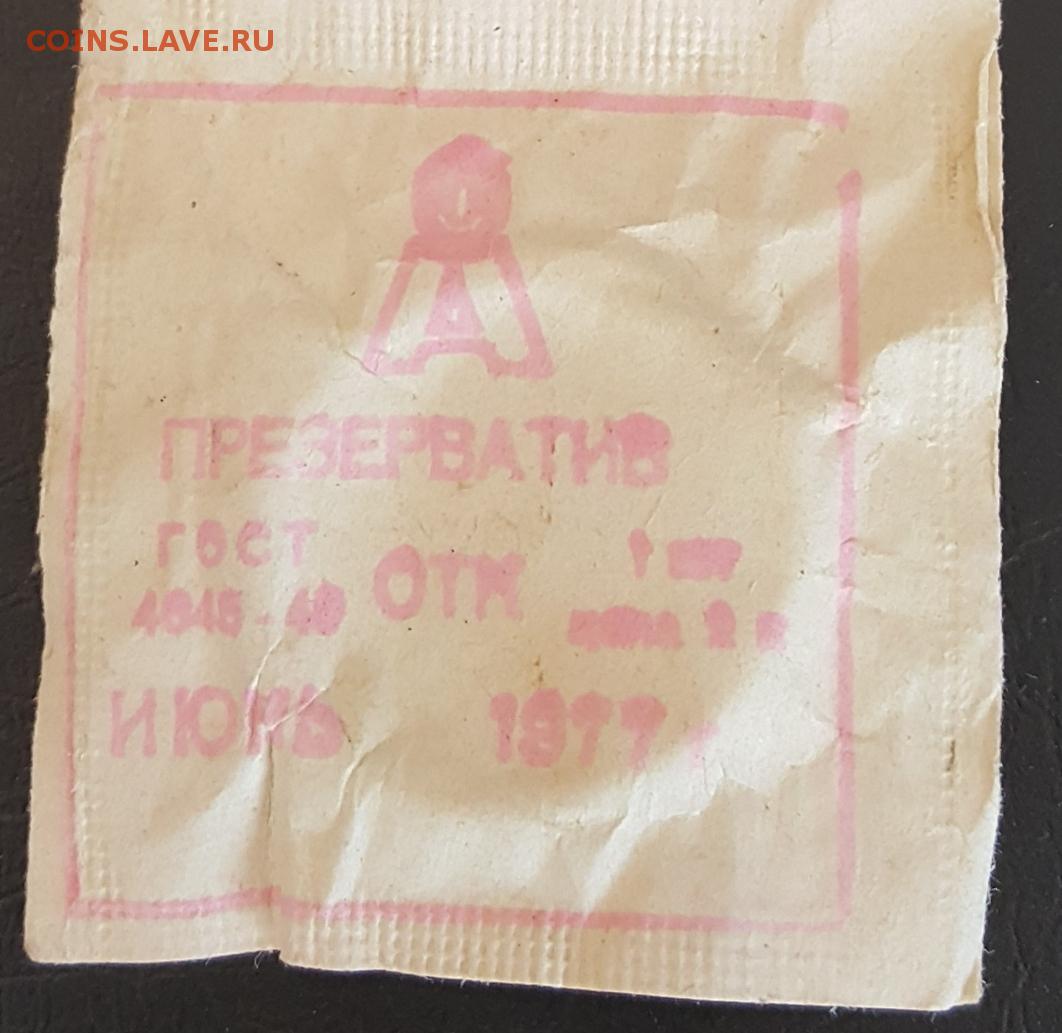 COINS.LAVE.RU
ПРЕЗЕРВАТИВ
ГОСТ
4645-49
ОТК
1 шт
цена 2 к
ИЮНЬ 1977 г